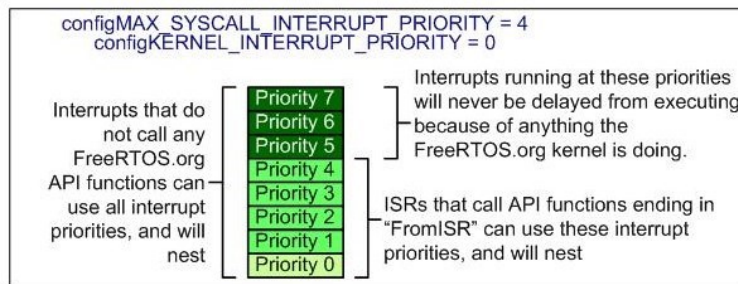 configMAX_SYSCALL_INTERRUPT_PRIORITY = 4
configKERNEL_INTERRUPT_PRIORITY = 0
Interrupts that do
not call any
FreeRTOS.org
API functions can
use all interrupt
priorities, and will
nest
Priority 7
Priority 6
Priority 5
Priority 4
Priority 3
Priority 2
Priority 1
Priority 0
Interrupts running at these priorities
will never be delayed from executing
because of anything the
FreeRTOS.org kernel is doing.
ISRs that call API functions ending in
“FromISR” can use these interrupt
priorities, and will nest